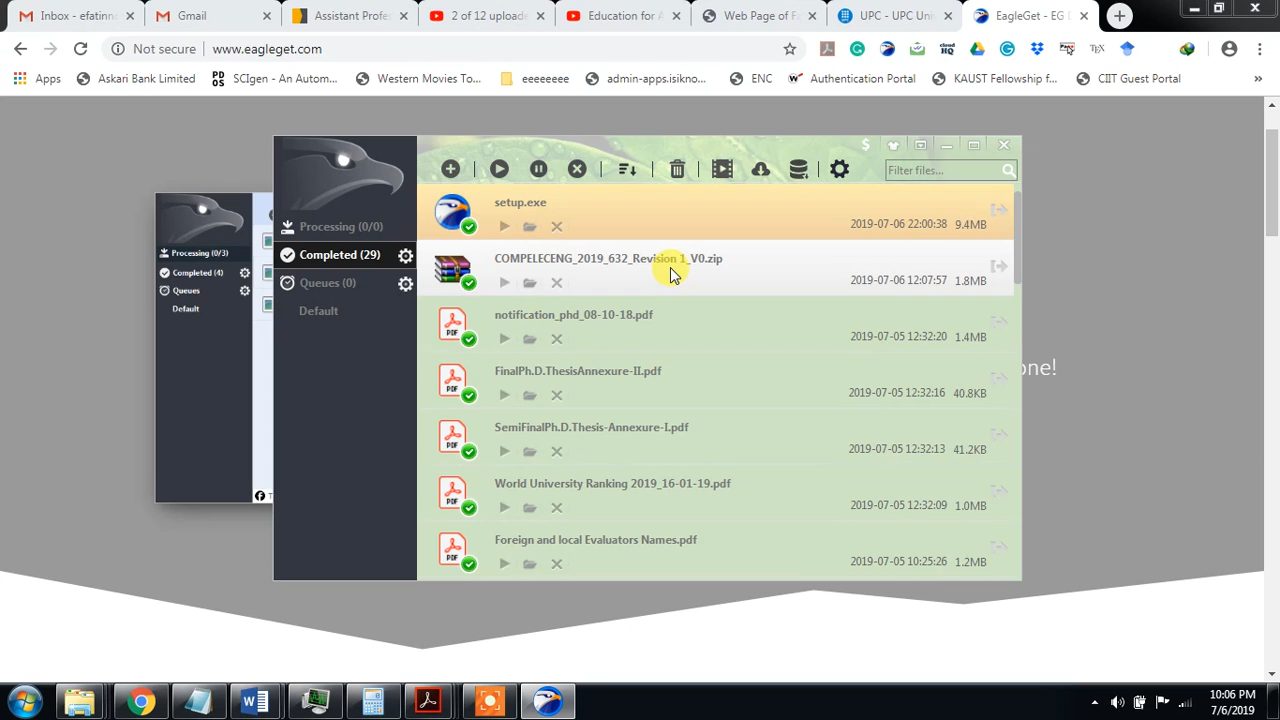 Inbox - efatinn
Gmail
Assistant Profe
2 of 12 uploade
Education for A
Web Page of Fa
UPC - UPC Uni
EagleGet - EG D
Not secure
www.eagleget.com
Apps
Askari Bank Limited
SCIgen - An Autom...
Western Movies To...
eeeeeee
admin-apps.isikno...
ENC
Authentication Portal
KAUST Fellowship f...
CIIT Guest Portal
Processing (0/3)
Completed (4)
Queues
Default
Processing (0/0)
Completed (29)
Queues (0)
Default
Filter files...
setup.exe
2019-07-06 22:00:38 9.4MB
COMPELECENG_2019_632_Revision 1_V0.zip
2019-07-06 12:07:57 1.8MB
notification_phd_08-10-18.pdf
2019-07-05 12:32:20 1.4MB
FinalPh.D.ThesisAnnexure-II.pdf
2019-07-05 12:32:16 40.8KB
SemiFinalPh.D.Thesis-Annexure-I.pdf
2019-07-05 12:32:13 41.2KB
World University Ranking 2019_16-01-19.pdf
2019-07-05 12:32:09 1.0MB
Foreign and local Evaluators Names.pdf
2019-07-05 10:25:26 1.2MB
one!
10:06 PM
7/6/2019